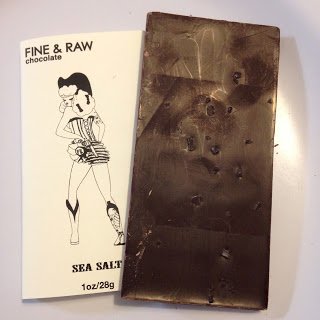 FINE & RAW
chocolate
SEA SALT
1oz/28g